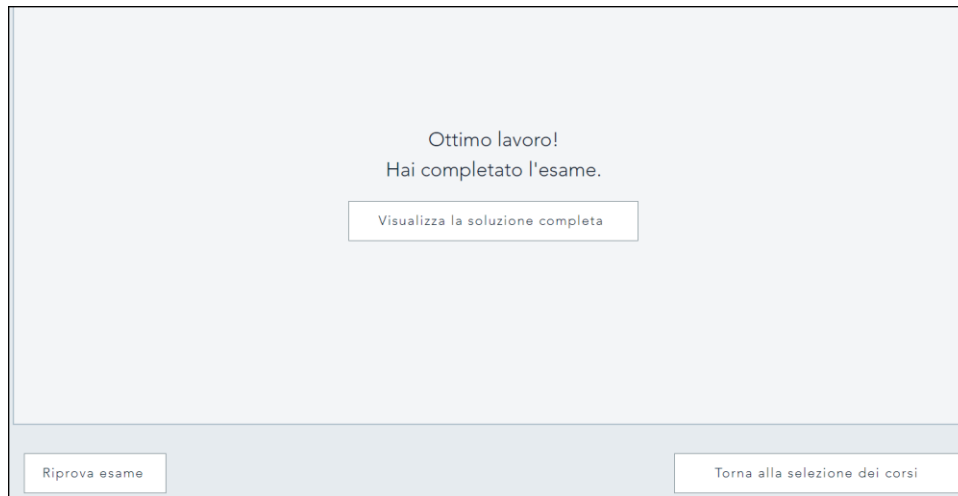 Ottimo lavoro!
Hai completato l'esame.
Visualizza la soluzione completa
Riprova esame
Torna alla selezione dei corsi